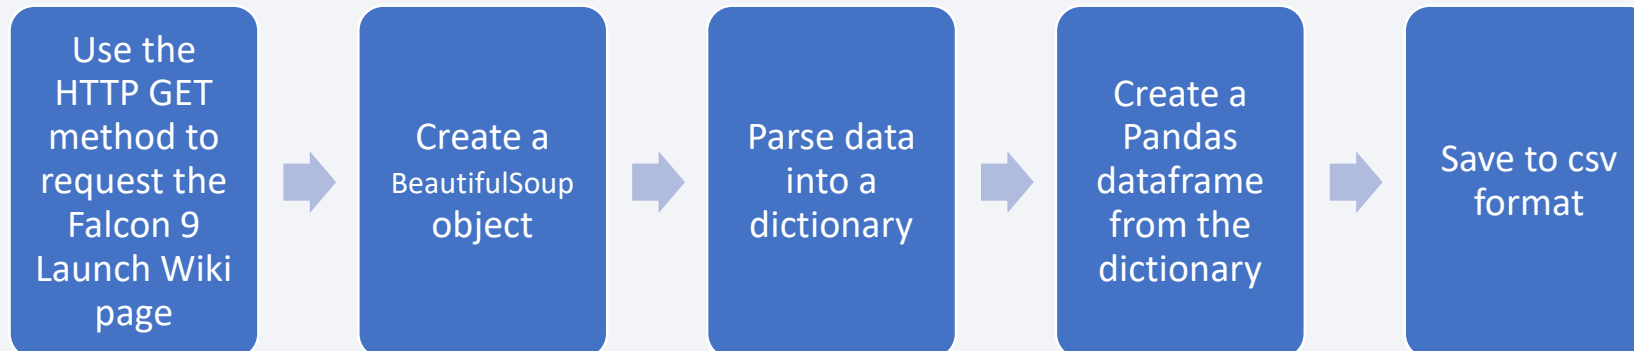 Use the
HTTP GET
method to
request the
Falcon 9
Launch Wiki
page
Create a
BeautifulSoup
object
Parse data
into a
dictionary
Create a
Pandas
dataframe
from the
dictionary
Save to csv
format